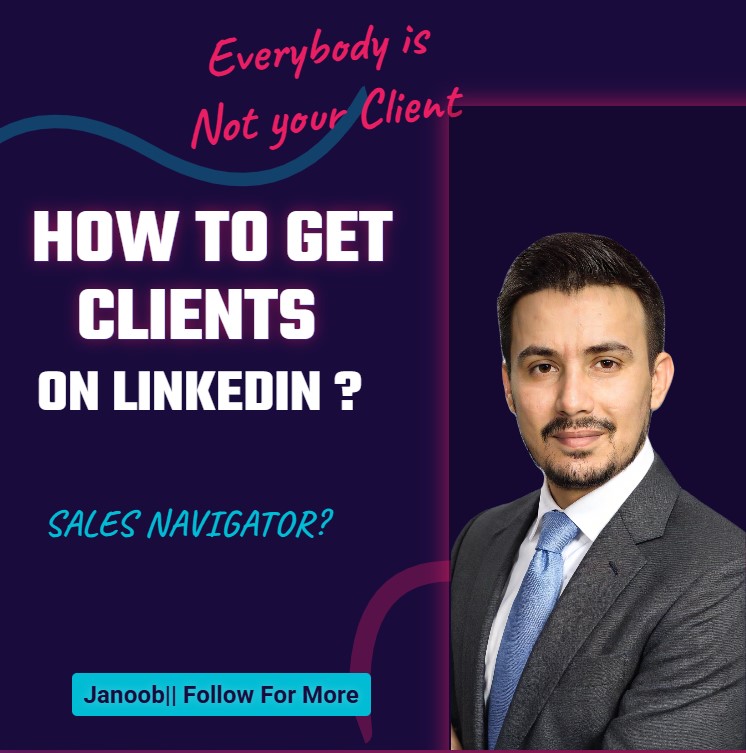 Everybody is
Not your Client
HOW TO GET
CLIENTS
ON LINKEDIN ?
SALES NAVIGATOR?
Janoob|| Follow For More